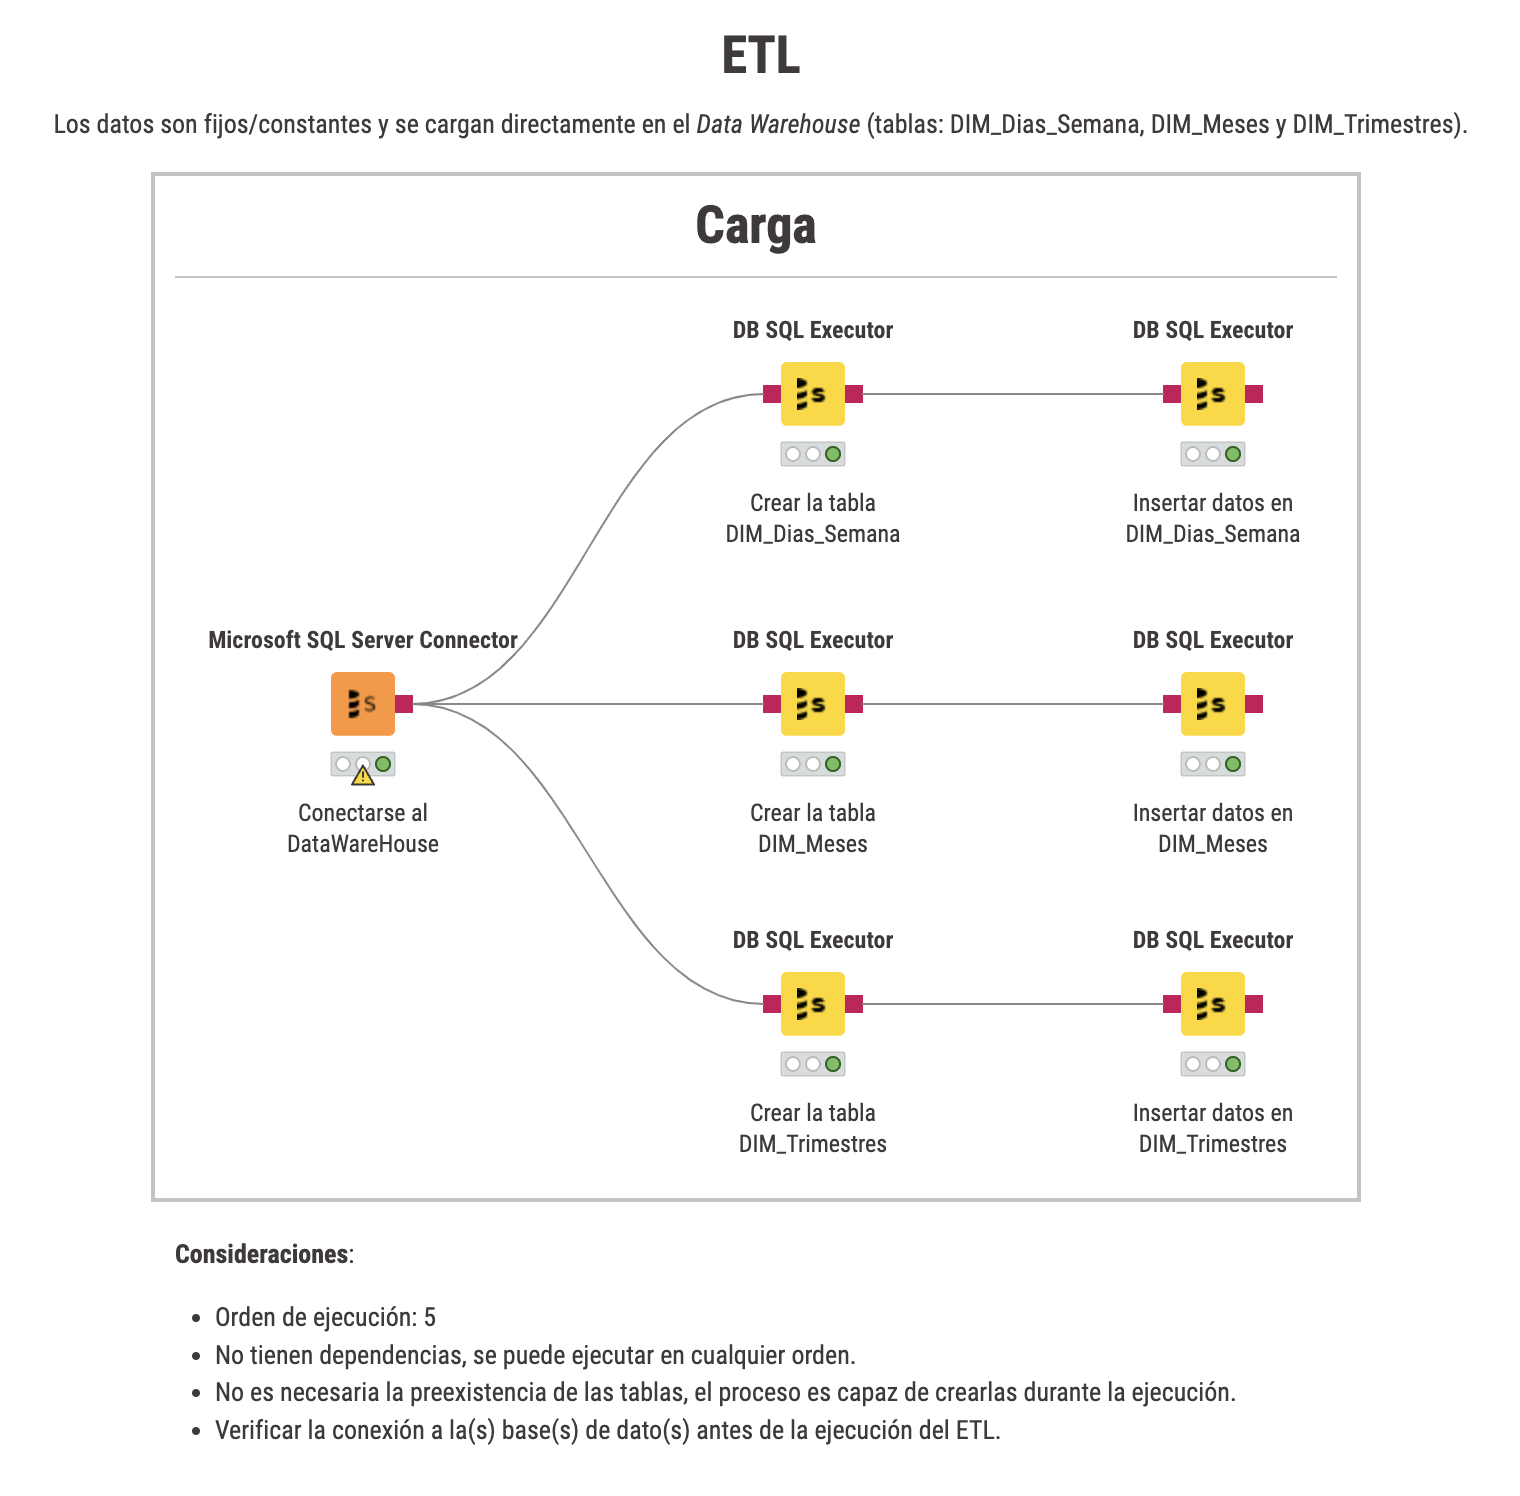 ETL
Los datos son fijos/constantes y se cargan directamente en el Data Warehouse (tablas: DIM_Dias_Semana, DIM_Meses y DIM_Trimestres).
Carga
DB SQL Executor
DB SQL Executor
S
S
Crear la tabla
DIM_Dias_Semana
Insertar datos en
DIM_Dias_Semana
Microsoft SQL Server Connector
DB SQL Executor
DB SQL Executor
S
S
S
Conectarse al
DataWareHouse
Crear la tabla
DIM_Meses
Insertar datos en
DIM_Meses
DB SQL Executor
DB SQL Executor
S
S
Crear la tabla
DIM_Trimestres
Insertar datos en
DIM_Trimestres
Consideraciones:
• Orden de ejecución: 5
• No tienen dependencias, se puede ejecutar en cualquier orden.
• No es necesaria la preexistencia de las tablas, el proceso es capaz de crearlas durante la ejecución.
• Verificar la conexión a la(s) base(s) de dato(s) antes de la ejecución del ETL.